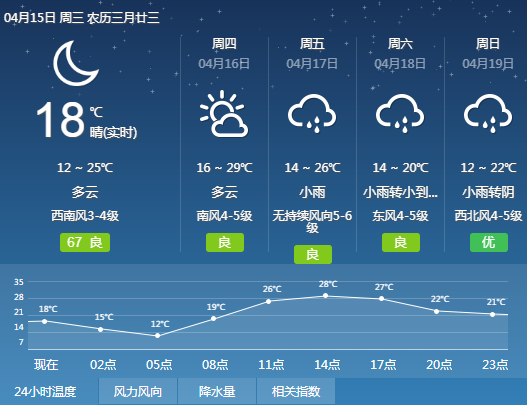 04月15日 周三 农历三月廿三
18
℃
晴(实时)
12 ~ 25℃
多云
西南风3-4级
67 良
周四
04月16日
16 ~ 29℃
多云
南风4-5级
良
周五
04月17日
14 ~ 26℃
小雨
无持续风向5-6
级
良
周六
04月18日
14 ~ 20℃
小雨转小到...
东风4-5级
良
周日
04月19日
12 ~ 22℃
小雨转阴
西北风4-5级
优
35
28
21
14
7
18℃ 15℃ 12℃ 19℃ 26℃ 28℃ 27℃ 22℃ 21℃
现在 02点 05点 08点 11点 14点 17点 20点 23点
24小时温度 风力风向 降水量 相关指数